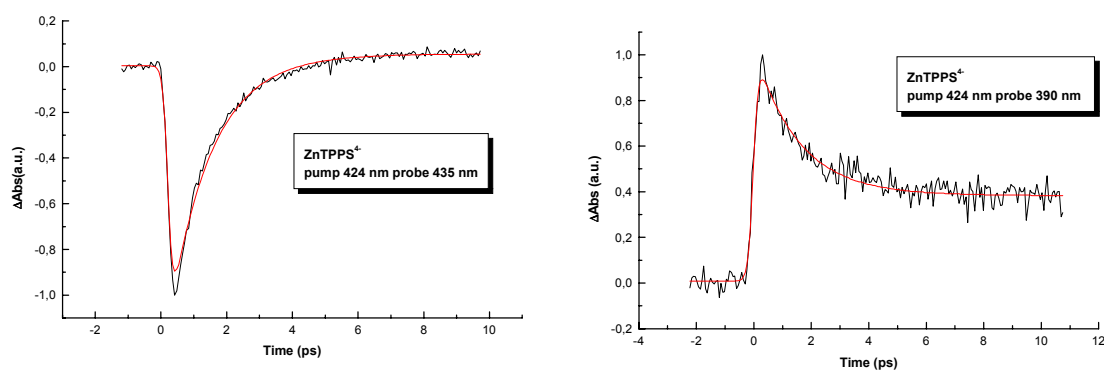 0,2
0,0
-0,2
-0,4
-0,6
-0,8
-1,0
ΔAbs(a.u.)
ZnTPPS4-
pump 424 nm probe 435 nm
-2 0 2 4 6 8 10
Time (ps)
1,0
0,8
0,6
0,4
0,2
0,0
-0,2
ΔAbs (a.u.)
ZnTPPS4-
pump 424 nm probe 390 nm
-4 -2 0 2 4 6 8 10 12
Time (ps)